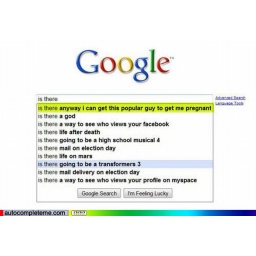 Google
is there
Advanced Search
Language Tools
is there anyway i can get this popular guy to get me pregnant
is there a god
is there a way to see who views your facebook
is there life after death
is there going to be a high school musical 4
is there mail on election day
is there life on mars
is there going to be a transformers 3
is there mail delivery on election day
is there a way to see who views your profile on myspace
Google Search
I'm Feeling Lucky
autocompleteme.com